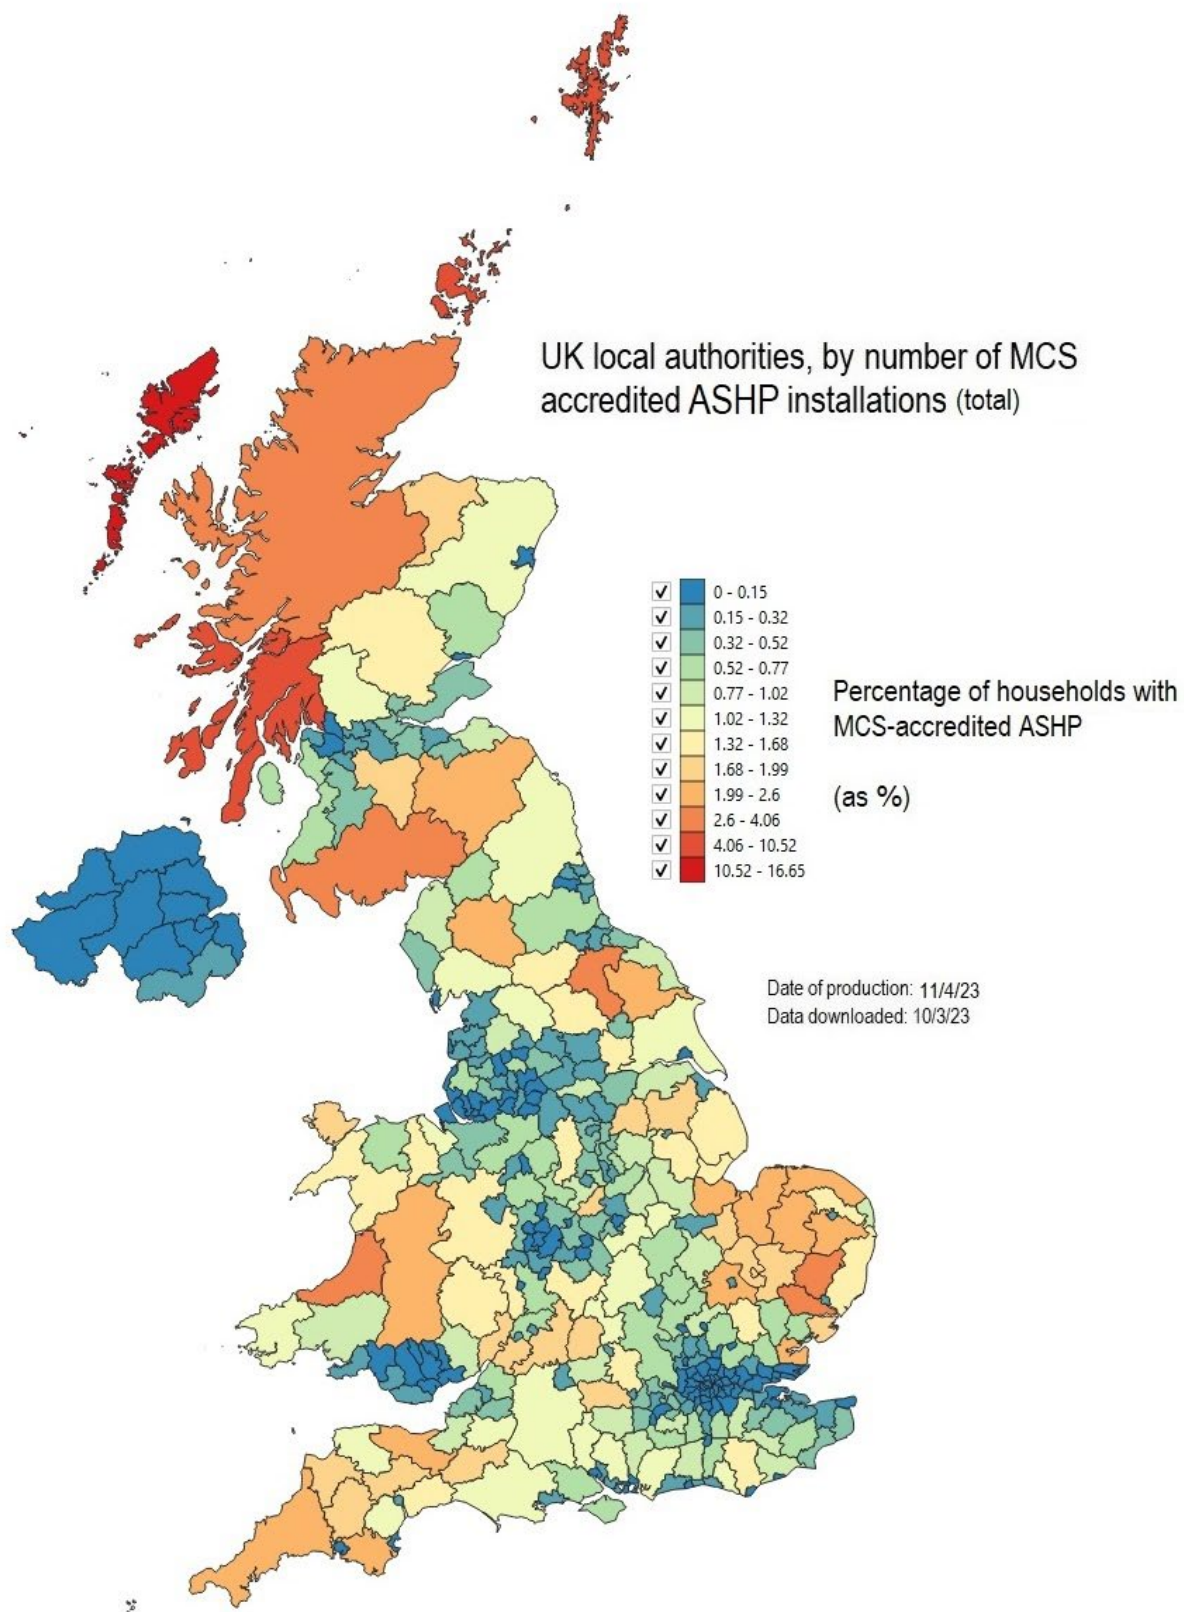 UK local authorities, by number of MCS
accredited ASHP installations (total)
0 - 0.15
0.15 - 0.32
0.32 - 0.52
0.52 - 0.77
0.77 - 1.02
1.02 - 1.32
1.32 - 1.68
1.68 - 1.99
1.99 - 2.6
2.6 - 4.06
4.06 - 10.52
10.52 - 16.65
Percentage of households with
MCS-accredited ASHP
(as %)
Date of production: 11/4/23
Data downloaded: 10/3/23